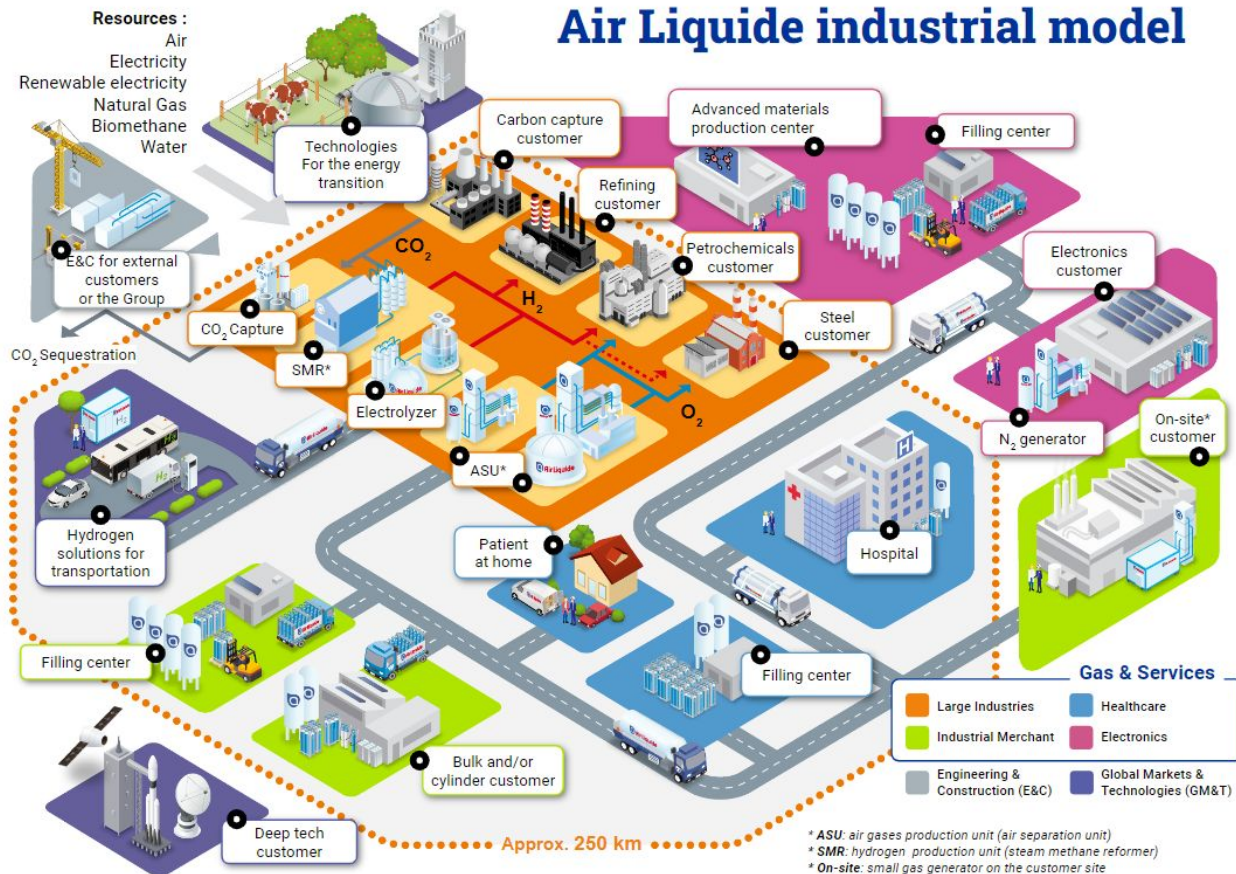 Air Liquide industrial model
Resources :
Air
Electricity
Renewable electricity
Natural Gas
Biomethane
Water
Technologies
For the energy
transition
Carbon capture
customer
Advanced materials
production center
Filling center
Refining
customer
Petrochemicals
customer
Electronics
customer
E&C for external
customers
or the Group
CO2
H2
CO2 Capture
Steel
customer
CO2 Sequestration
SMR*
Electrolyzer
O2
N2 generator
On-site*
customer
ASU*
Air Liquide
H2
H2
Hydrogen
solutions for
transportation
Patient
at home
H
Hospital
Filling center
Filling center
Bulk and/or
cylinder customer
Deep tech
customer
Approx. 250 km
Gas & Services
Large Industries
Healthcare
Industrial Merchant
Electronics
Engineering &
Construction (E&C)
Global Markets &
Technologies (GM&T)
* ASU: air gases production unit (air separation unit)
* SMR: hydrogen production unit (steam methane reformer)
* On-site: small gas generator on the customer site